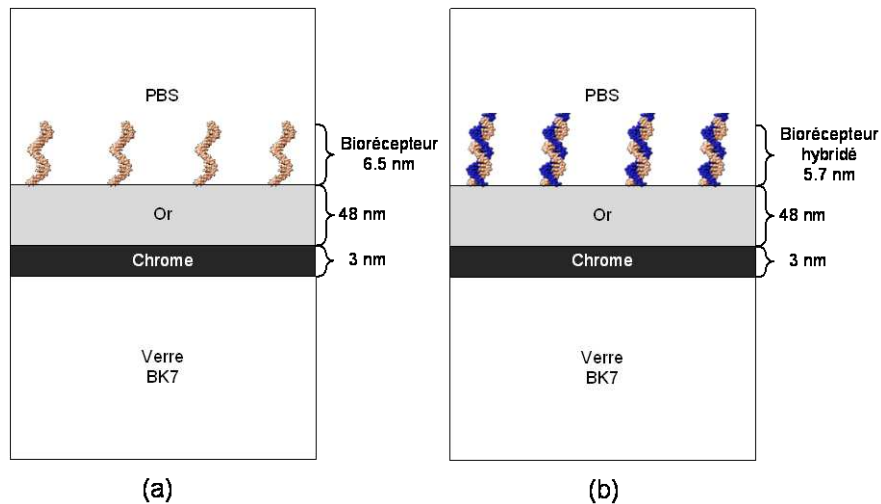 PBS
Biorécepteur
6.5 nm
Or
48 nm
Chrome
3 nm
Verre
BK7
(a)
PBS
Biorécepteur
hybridé
5.7 nm
Or
48 nm
Chrome
3 nm
Verre
BK7
(b)